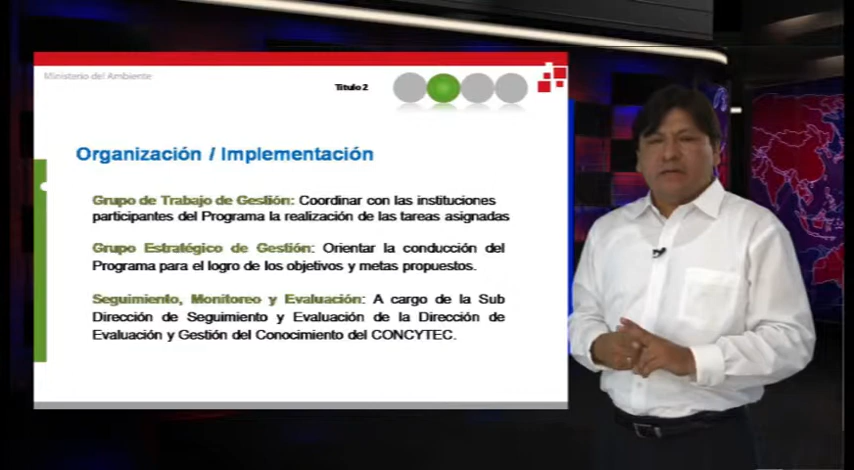 Ministerio del Ambiente
Titulo 2
Organización / Implementación
Grupo de Trabajo de Gestión: Coordinar con las instituciones
participantes del Programa la realización de las tareas asignadas
Grupo Estratégico de Gestión: Orientar la conducción del
Programa para el logro de los objetivos y metas propuestos.
Seguimiento, Monitoreo y Evaluación: A cargo de la Sub
Dirección de Seguimiento y Evaluación de la Dirección de
Evaluación y Gestión del Conocimiento del CONCYTEC.